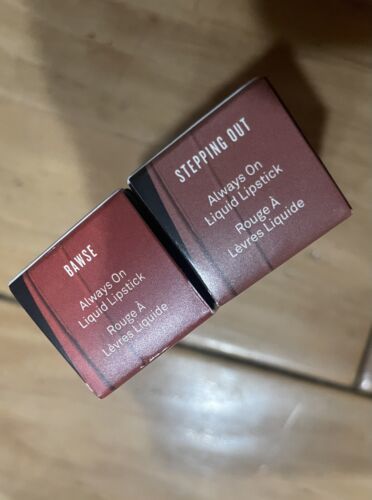 BAWSE
Always On
Liquid Lipstick
Rouge À
Lèvres Liquide
STEPPING OUT
Always On
Liquid Lipstick
Rouge À
Lèvres Liquide